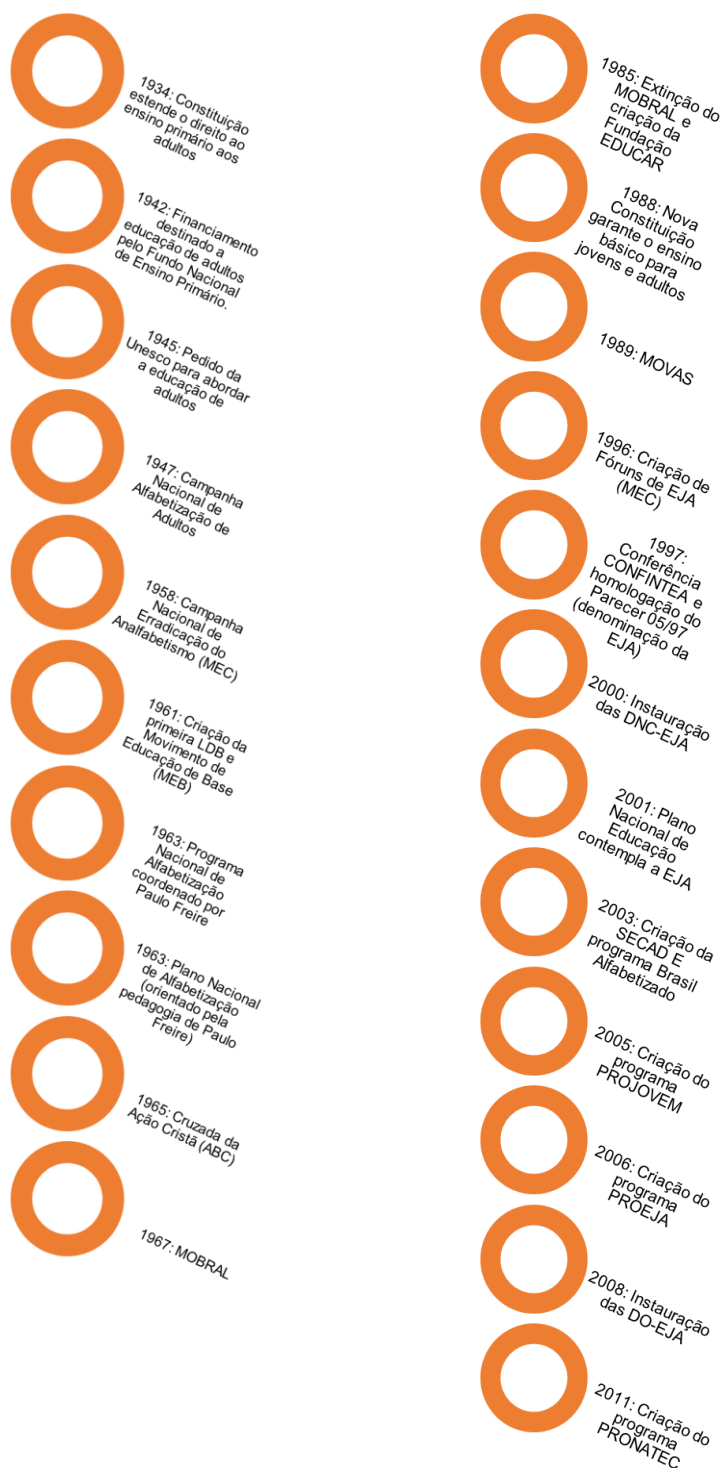 1934: Constituição
estende o direito ao
ensino primário aos
adultos
1942: Financiamento
destinado a
educação de adultos
pelo Fundo Nacional
de Ensino Primário.
1945: Pedido da
Unesco para abordar
a educação de
adultos
1947: Campanha
Nacional de
Alfabetização de
Adultos
1958: Campanha
Nacional de
Erradicação do
Analfabetismo (MEC)
1961: Criação da
primeira LDB e
Movimento de
Educação de Base
(MEB)
1963: Programa
Nacional de
Alfabetização
coordenado por
Paulo Freire
1963: Plano Nacional
de Alfabetização
(orientado pela
pedagogia de Paulo
Freire)
1965: Cruzada da
Ação Cristã (ABC)
1967: MOBRAL
1985: Extinção do
MOBRAL e
criação da
Fundação
EDUCAR
1988: Nova
Constituição
garante o ensino
básico para
jovens e adultos
1989: MOVAS
1996: Criação de
Fóruns de EJA
(MEC)
1997:
Conferência
CONFINTEA e
homologação do
Parecer 05/97
(denominação da
EJA)
2000: Instauração
das DNC-EJA
2001: Plano
Nacional de
Educação
contempla a EJA
2003: Criação da
SECAD E
programa Brasil
Alfabetizado
2005: Criação do
programa
PROJOVEM
2006: Criação do
programa
PROEJA
2008: Instauração
das DO-EJA
2011: Criação do
programa
PRONATEC